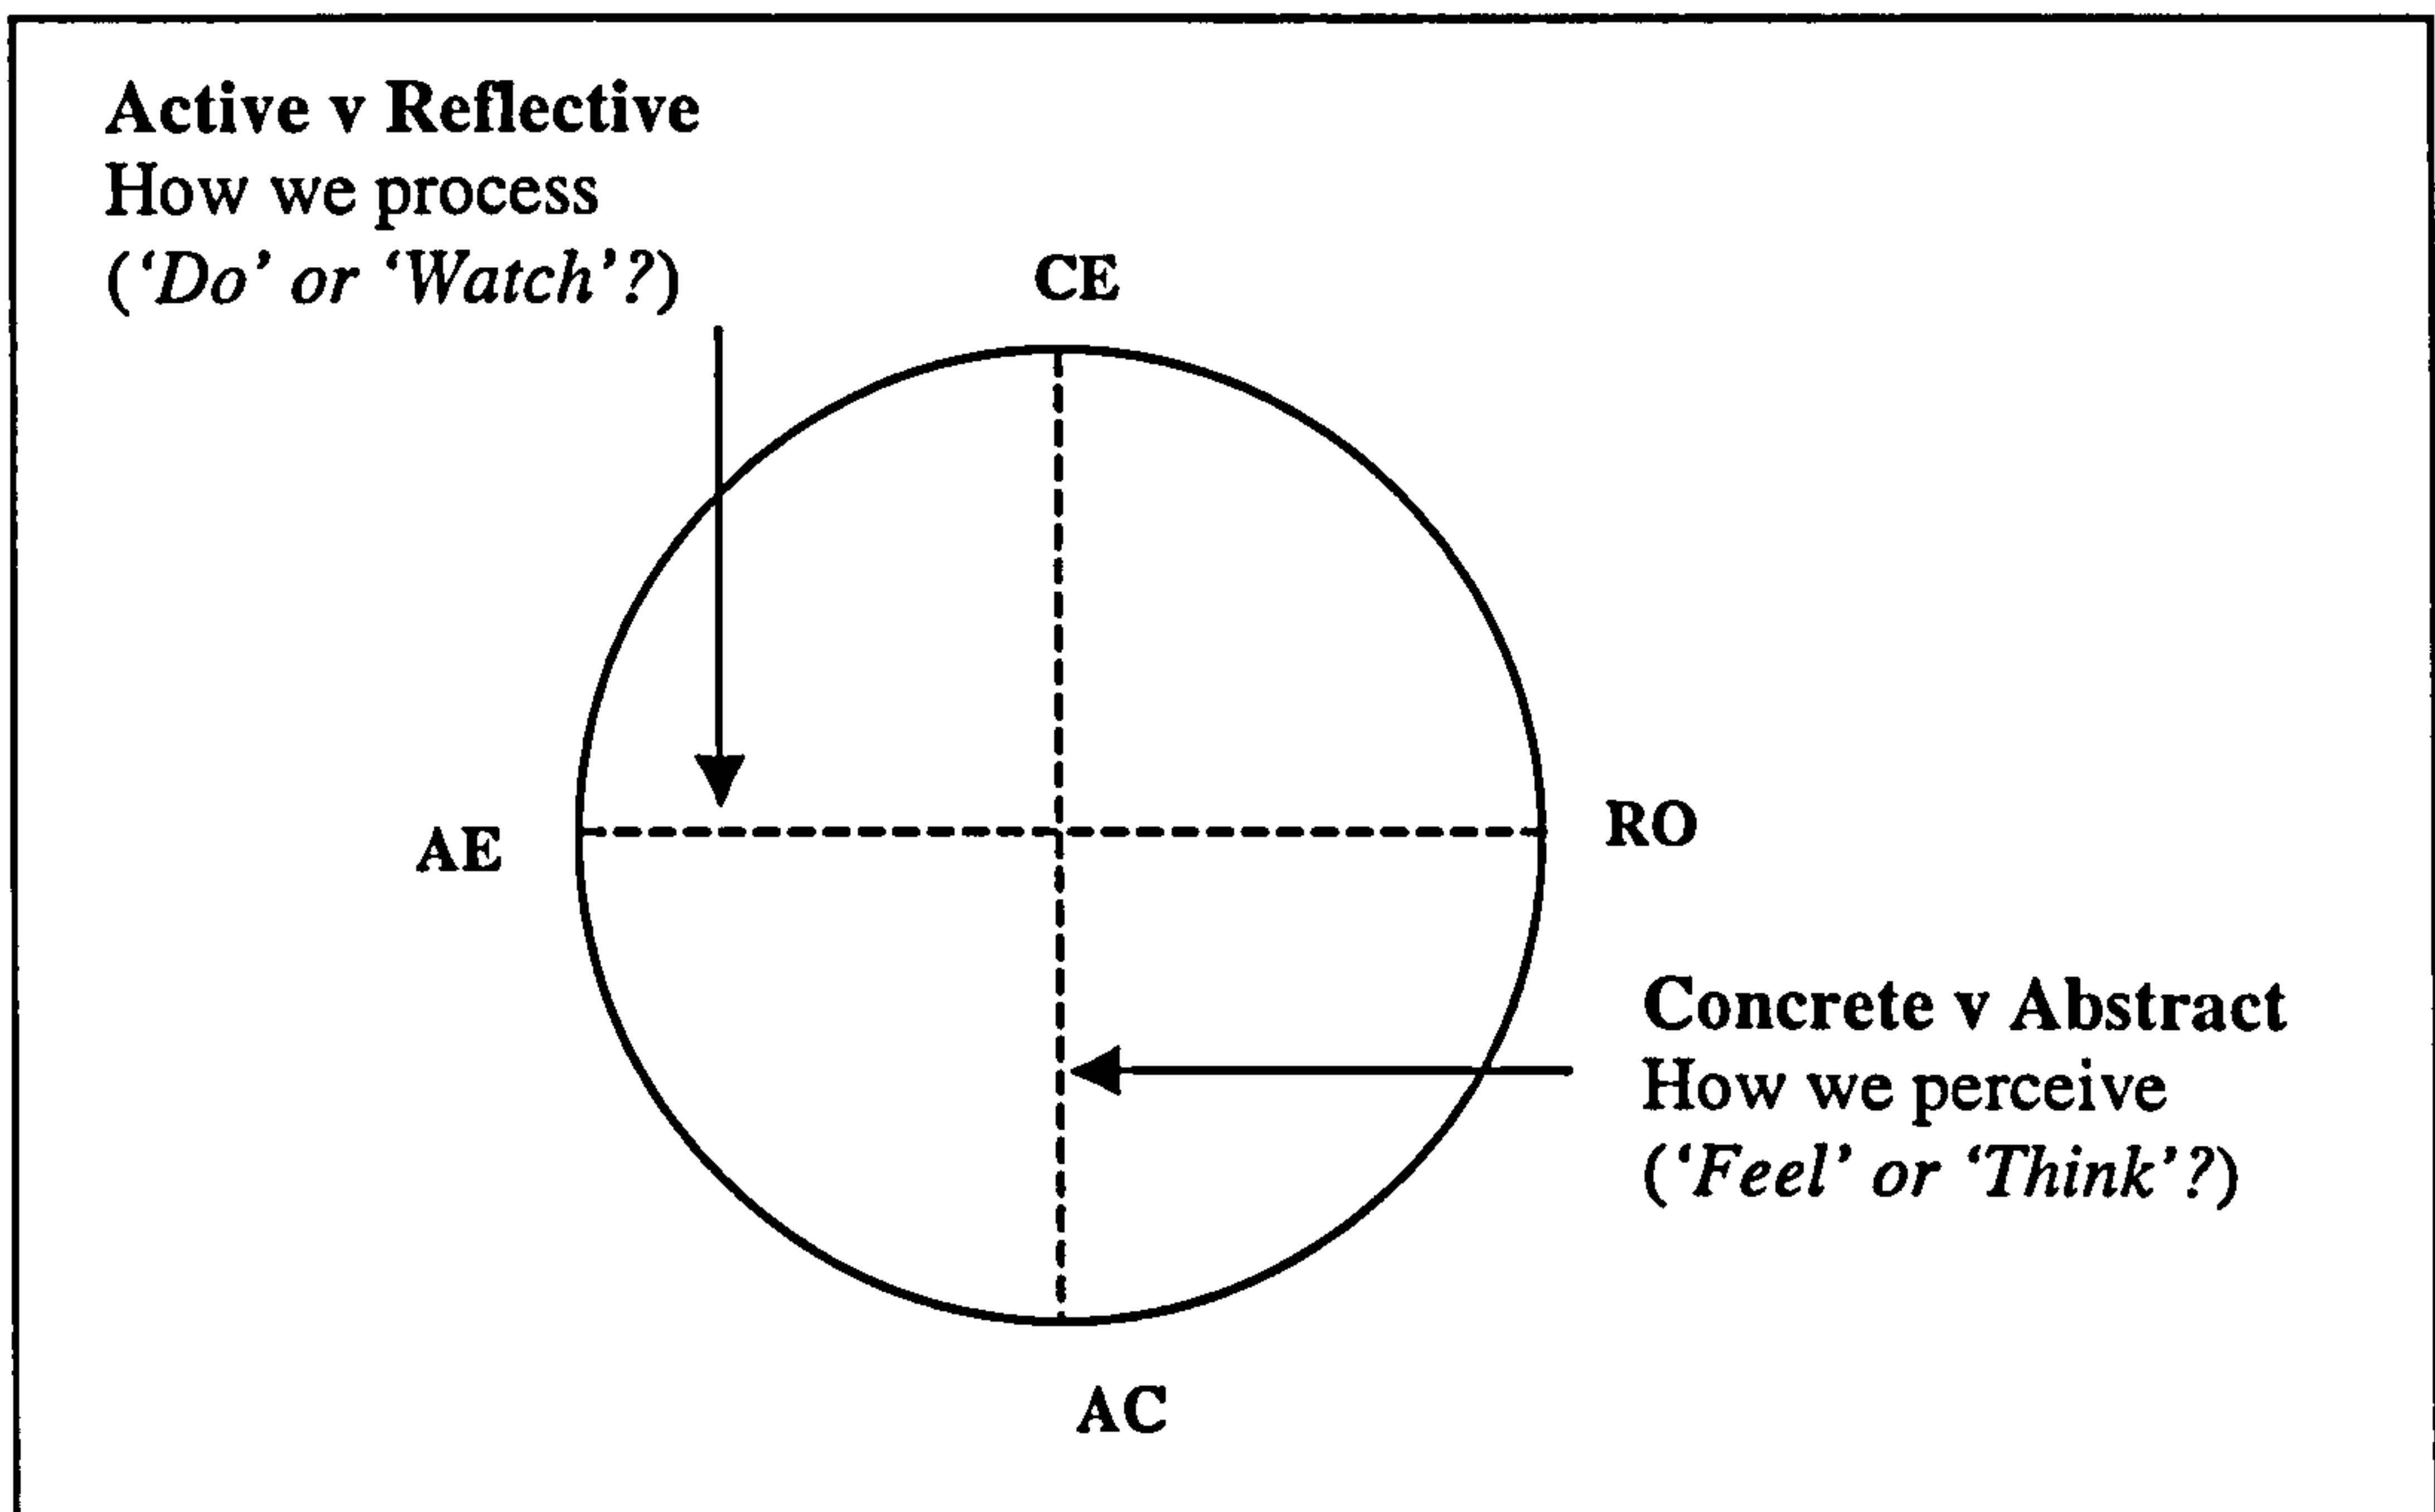 Active v Reflective
How we process
('Do' or 'Watch'?)
CE
AE
RO
Concrete v Abstract
How we perceive
('Feel' or 'Think'?)
AC